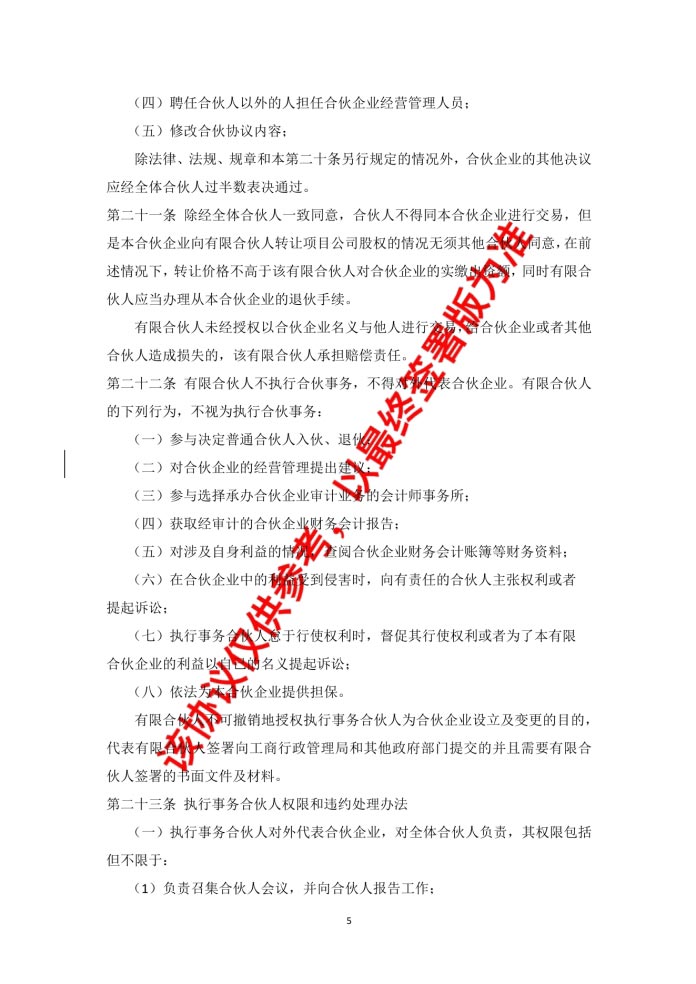 （四）聘任合伙人以外的人担任合伙企业经营管理人员；
（五）修改合伙协议内容；
除法律、法规、规章和本第二十条另行规定的情况外，合伙企业的其他决议
应经全体合伙人过半数表决通过。
第二十一条 除经全体合伙人一致同意，合伙人不得同本合伙企业进行交易，但
是本合伙企业向有限合伙人转让项目公司股权的情况无须其他合伙人同意，在前
述情况下，转让价格不高于该有限合伙人对合伙企业的实缴出资额，同时有限合
伙人应当办理从本合伙企业的退伙手续。
有限合伙人未经授权以合伙企业名义与他人进行交易，给合伙企业或者其他
合伙人造成损失的，该有限合伙人承担赔偿责任。
第二十二条 有限合伙人不执行合伙事务，不得对外代表合伙企业。有限合伙人
的下列行为，不视为执行合伙事务：
（一）参与决定普通合伙人入伙、退伙；
（二）对合伙企业的经营管理提出建议；
（三）参与选择承办合伙企业审计业务的会计师事务所；
（四）获取经审计的合伙企业财务会计报告；
（五）对涉及自身利益的情况，查阅合伙企业财务会计账簿等财务资料；
（六）在合伙企业中的利益受到侵害时，向有责任的合伙人主张权利或者
提起诉讼；
（七）执行事务合伙人怠于行使权利时，督促其行使权利或者为了本有限
合伙企业的利益以自己的名义提起诉讼；
（八）依法为本合伙企业提供担保。
有限合伙人不可撤销地授权执行事务合伙人为合伙企业设立及变更的目的，
代表有限合伙人签署向工商行政管理局和其他政府部门提交的并且需要有限合
伙人签署的书面文件及材料。
第二十三条 执行事务合伙人权限和违约处理办法
（一）执行事务合伙人对外代表合伙企业，对全体合伙人负责，其权限包括
但不限于：
（1）负责召集合伙人会议，并向合伙人报告工作；
5
该协议仅供参考，以最终签署版为准